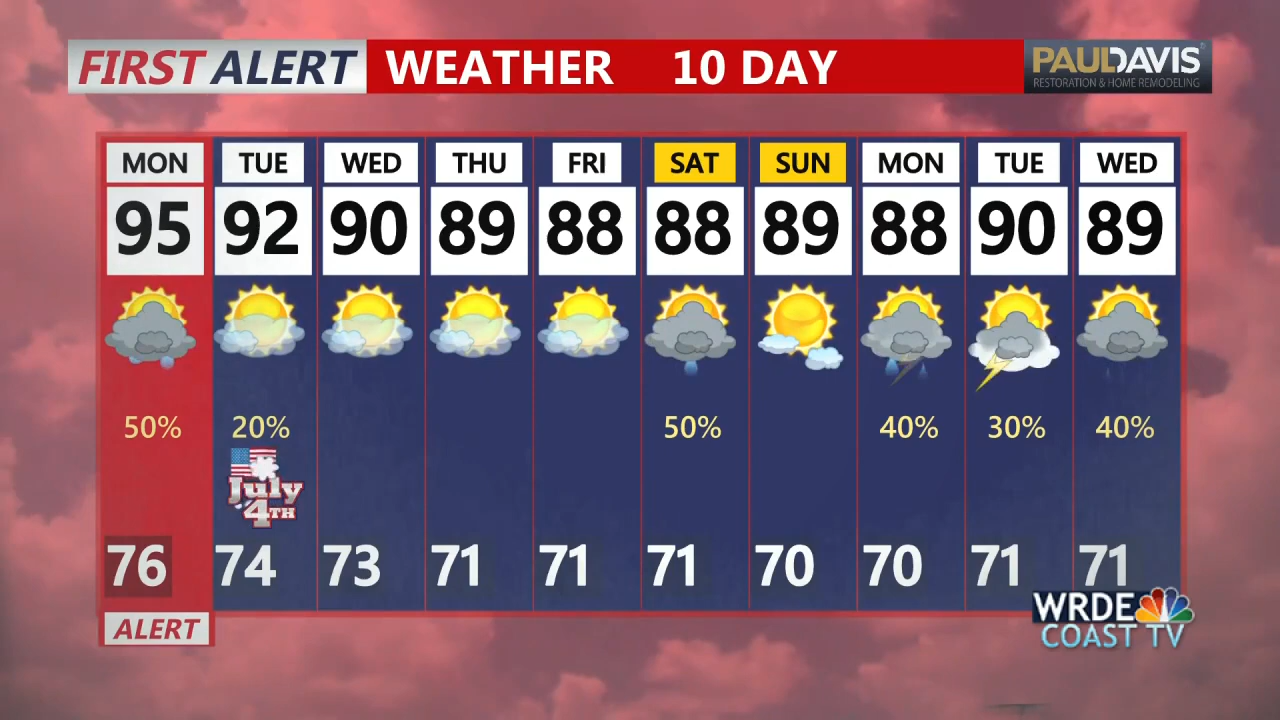 FIRST ALERT WEATHER 10 DAY
PAULDAVIS®
RESTORATION & HOME REMODELING
MON TUE WED THU FRI SAT SUN MON TUE WED
95 92 90 89 88 88 89 88 90 89
50% 20% 50% 40% 30% 40%
July
4TH
76 74 73 71 71 71 70 70 71 71
ALERT
WRDE
COAST TV